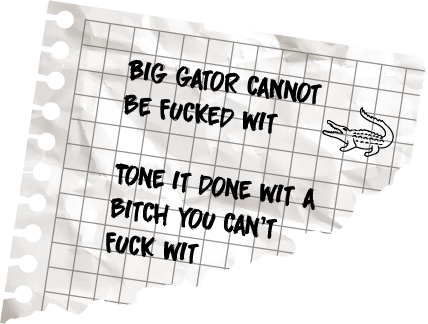 BIG GATOR CANNOT
BE FUCKED WIT
TONE IT DONE WIT A
BITCH YOU CAN'T
FUCK WIT